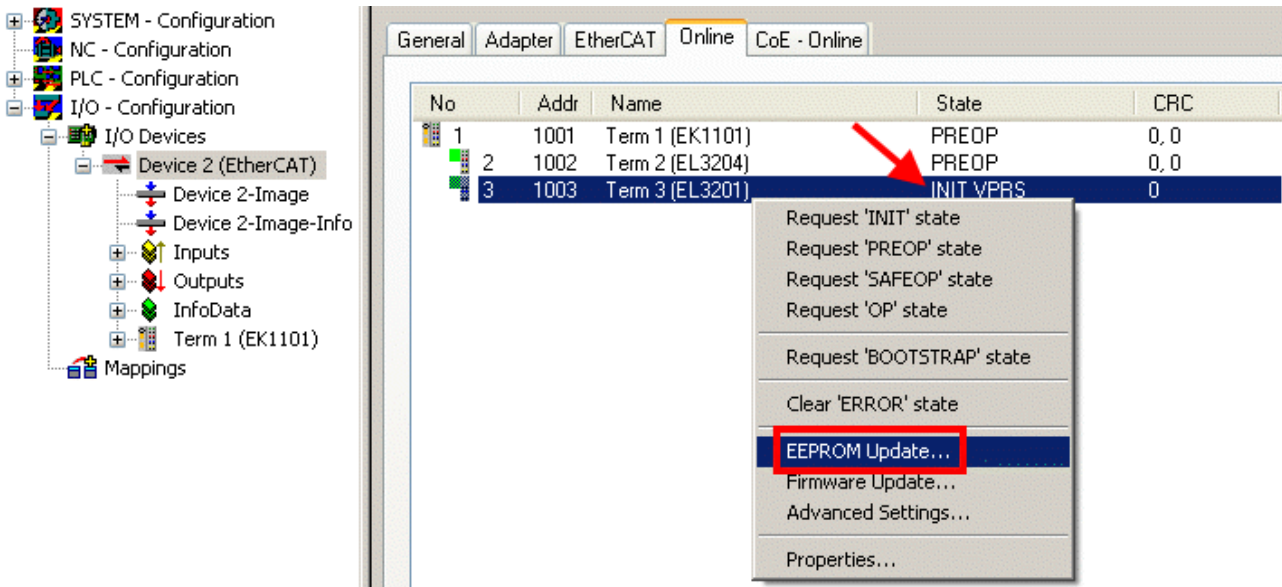 SYSTEM - Configuration
NC - Configuration
PLC - Configuration
I/O - Configuration
I/O Devices
Device 2 (EtherCAT)
Device 2-Image
Device 2-Image-Info
Inputs
Outputs
InfoData
Term 1 (EK1101)
Mappings
General Adapter EtherCAT Online CoE - Online
No Addr Name State CRC
1 1001 Term 1 (EK1101) PREOP 0, 0
2 1002 Term 2 (EL3204) PREOP 0, 0
3 1003 Term 3 (EL3201) INIT VPRS 0
Request 'INIT' state
Request 'PREOP' state
Request 'SAFEOP' state
Request 'OP' state
Request 'BOOTSTRAP' state
Clear 'ERROR' state
EEPROM Update...
Firmware Update...
Advanced Settings...
Properties...